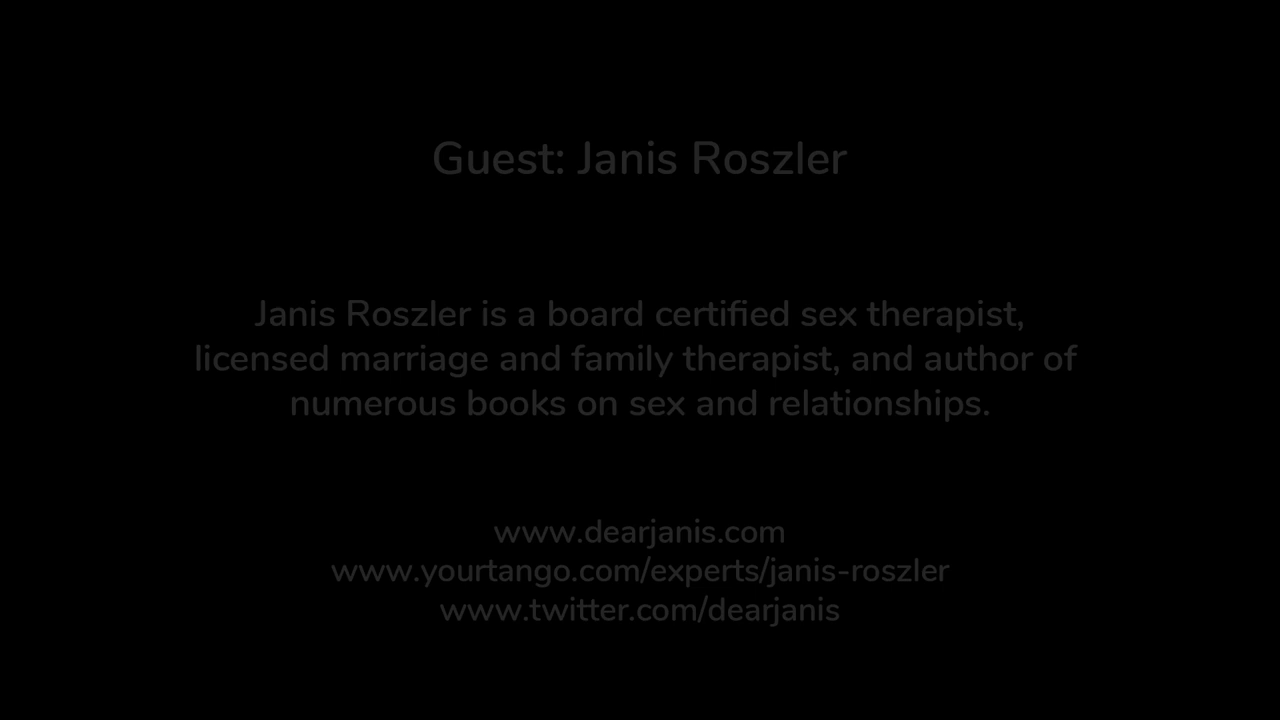 Guest: Janis Roszler
Janis Roszler is a board certified sex therapist,
licensed marriage and family therapist, and author of
numerous books on sex and relationships.
www.dearjanis.com
www.yourtango.com/experts/janis-roszler
www.twitter.com/dearjanis